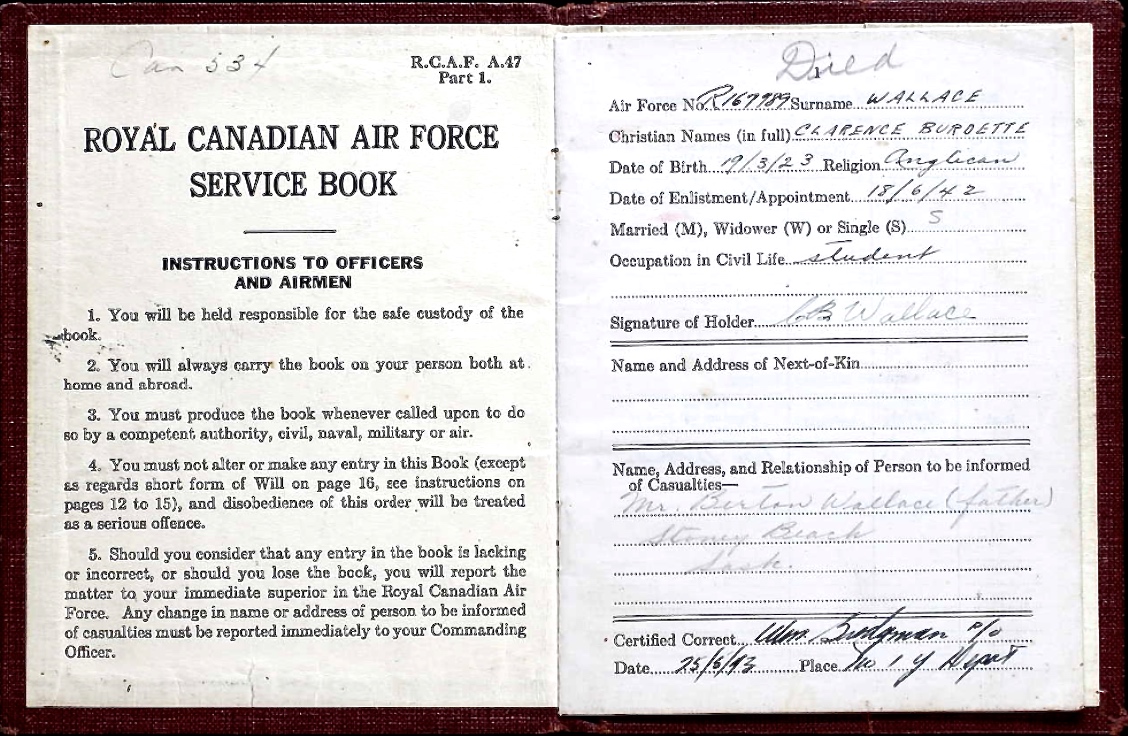 Can 534
R.C.A.F. A.47
Part 1.
ROYAL CANADIAN AIR FORCE
SERVICE BOOK
INSTRUCTIONS TO OFFICERS
AND AIRMEN
1. You will be held responsible for the safe custody of the
book.
2. You will always carry the book on your person both at
home and abroad.
3. You must produce the book whenever called upon to do
so by a competent authority, civil, naval, military or air.
4. You must not alter or make any entry in this Book (except
as regards short form of Will on page 16, see instructions on
pages 12 to 15), and disobedience of this order will be treated
as a serious offence.
5. Should you consider that any entry in the book is lacking
or incorrect, or should you lose the book, you will report the
matter to your immediate superior in the Royal Canadian Air
Force. Any change in name or address of person to be informed
of casualties must be reported immediately to your Commanding
Officer.
Died
Air Force No. R167989 Surname WALLACE
Christian Names (in full) CLARENCE BURDETTE
Date of Birth 19/3/23 Religion Anglican
Date of Enlistment/Appointment 18/6/42
Married (M), Widower (W) or Single (S) S
Occupation in Civil Life student
Signature of Holder CB Wallace
Name and Address of Next-of-Kin
Name, Address, and Relationship of Person to be informed
of Casualties—
Mr. Berton Wallace (father)
Stoney Beach
Sask.
Certified Correct P/O
Date 25/5/43 Place No 1 Y Depot